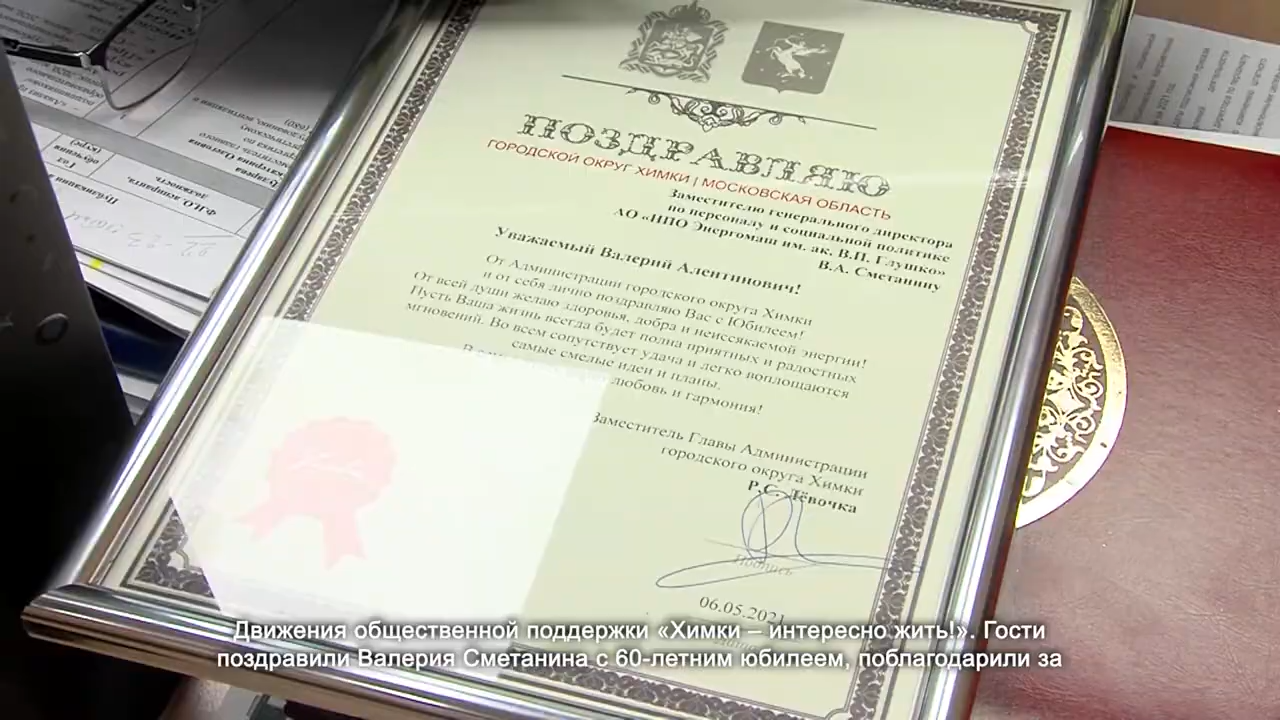 ПОЗДРАВЛЯЮ
ГОРОДСКОЙ ОКРУГ ХИМКИ | МОСКОВСКАЯ ОБЛАСТЬ
Заместителю генерального директора
по персоналу и социальной политике
АО «НПО Энергомаш им. ак. В.П. Глушко»
В.А. Сметанину
Уважаемый Валерий Алентинович!
От Администрации городского округа Химки
и от себя лично поздравляю Вас с Юбилеем!
От всей души желаю здоровья, добра и неиссякаемой энергии!
Пусть Ваша жизнь всегда будет полна приятных и радостных
мгновений. Во всем сопутствует удача и легко воплощаются
самые смелые идеи и планы.
любовь и гармония!
Заместитель Главы Администрации
городского округа Химки
Р.С. Дёвочка
Подпись
06.05.2021
Движения общественной поддержки «Химки – интересно жить!». Гости
поздравили Валерия Сметанина с 60-летним юбилеем, поблагодарили за